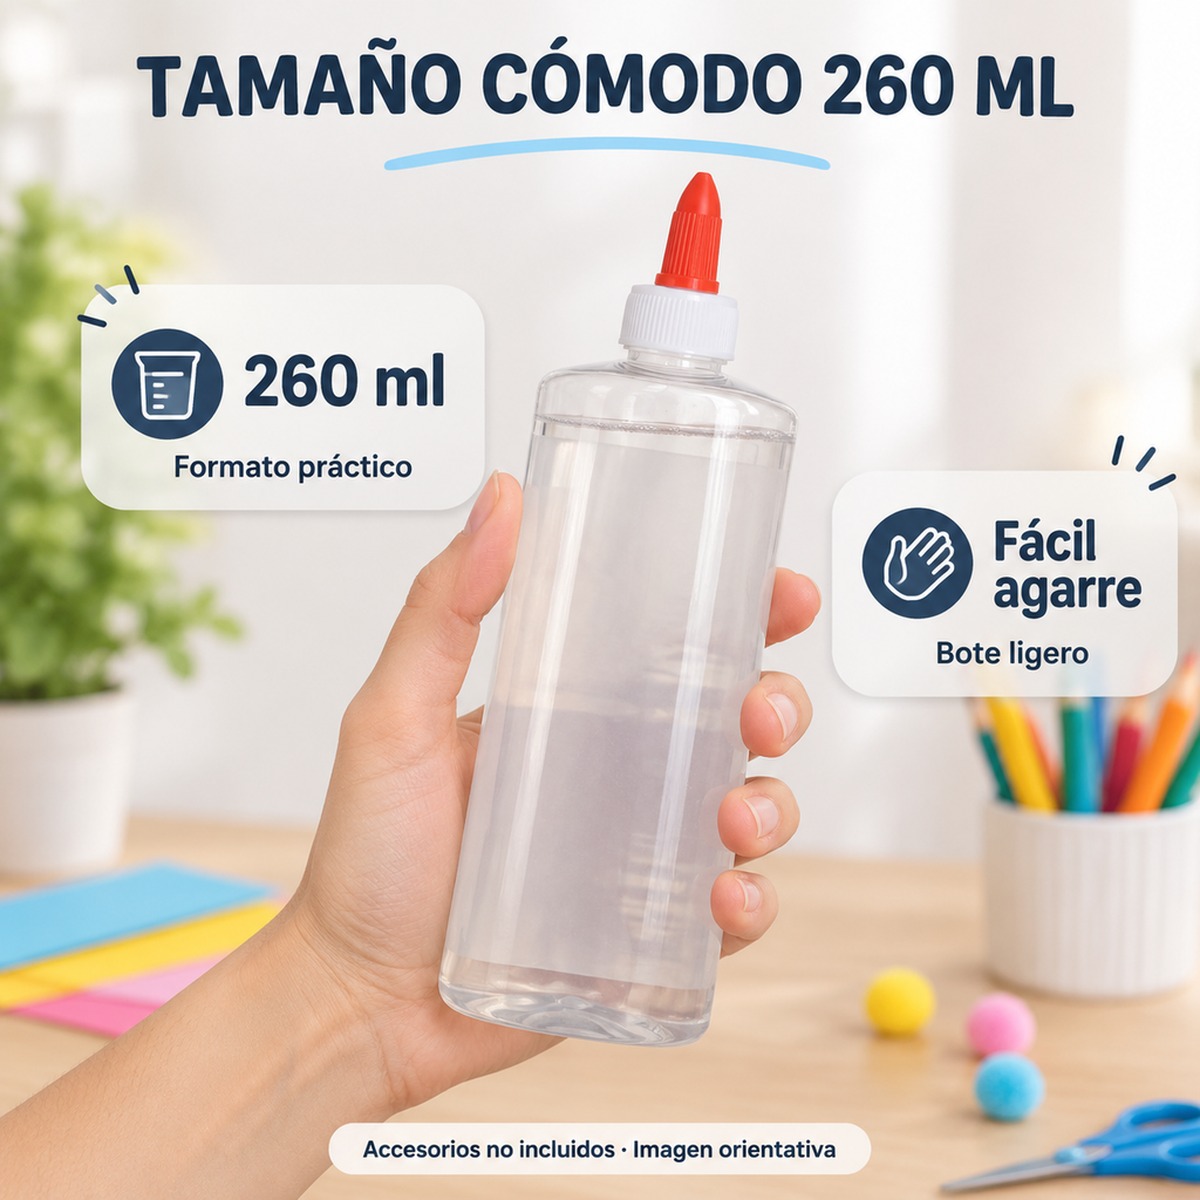 TAMAÑO CÓMODO 260 ML
260 ml
Formato práctico
Fácil
agarre
Bote ligero
Accesorios no incluidos · Imagen orientativa